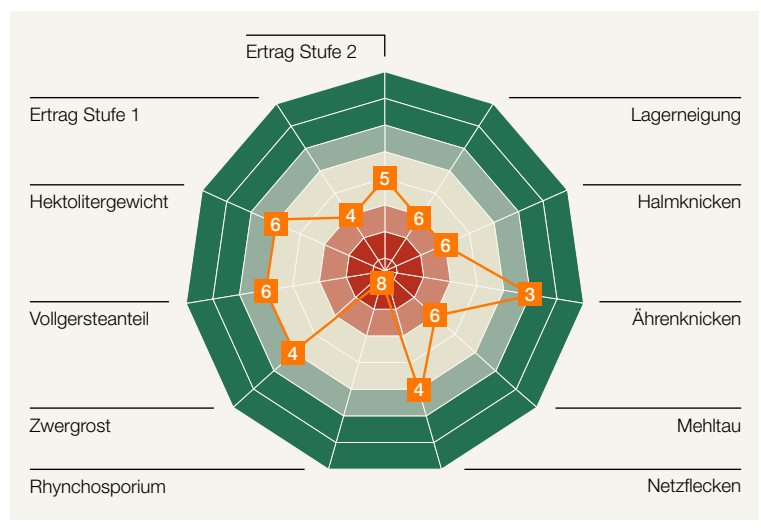 Ertrag Stufe 2
Ertrag Stufe 1
Lagerneigung
Hektolitergewicht
Halmknicken
5
4
6
6
6
6
3
8
6
4
4
Vollgersteanteil
Ährenknicken
Zwergrost
Mehltau
Rhynchosporium
Netzflecken